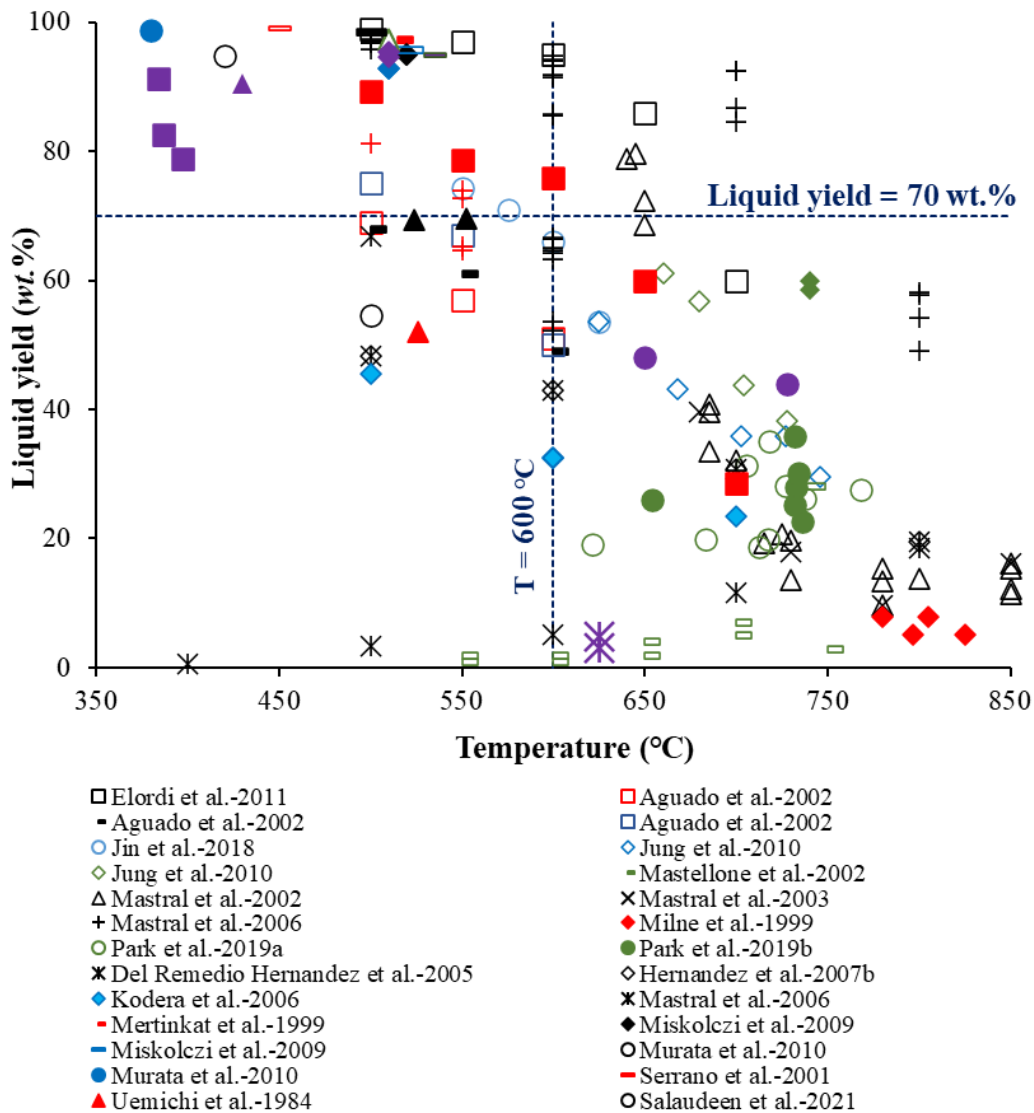 100
80
60
40
20
0
Liquid yield (wt.%)
Liquid yield = 70 wt.%
T = 600 °C
350 450 550 650 750 850
Temperature (°C)
Elordi et al.-2011 Aguado et al.-2002
Aguado et al.-2002 Aguado et al.-2002
Jin et al.-2018 Jung et al.-2010
Jung et al.-2010 Mastellone et al.-2002
Mastral et al.-2002 Mastral et al.-2003
Mastral et al.-2006 Milne et al.-1999
Park et al.-2019a Park et al.-2019b
Del Remedio Hernandez et al.-2005 Hernandez et al.-2007b
Kodera et al.-2006 Mastral et al.-2006
Mertinkat et al.-1999 Miskolczi et al.-2009
Miskolczi et al.-2009 Murata et al.-2010
Murata et al.-2010 Serrano et al.-2001
Uemichi et al.-1984 Salaudeen et al.-2021